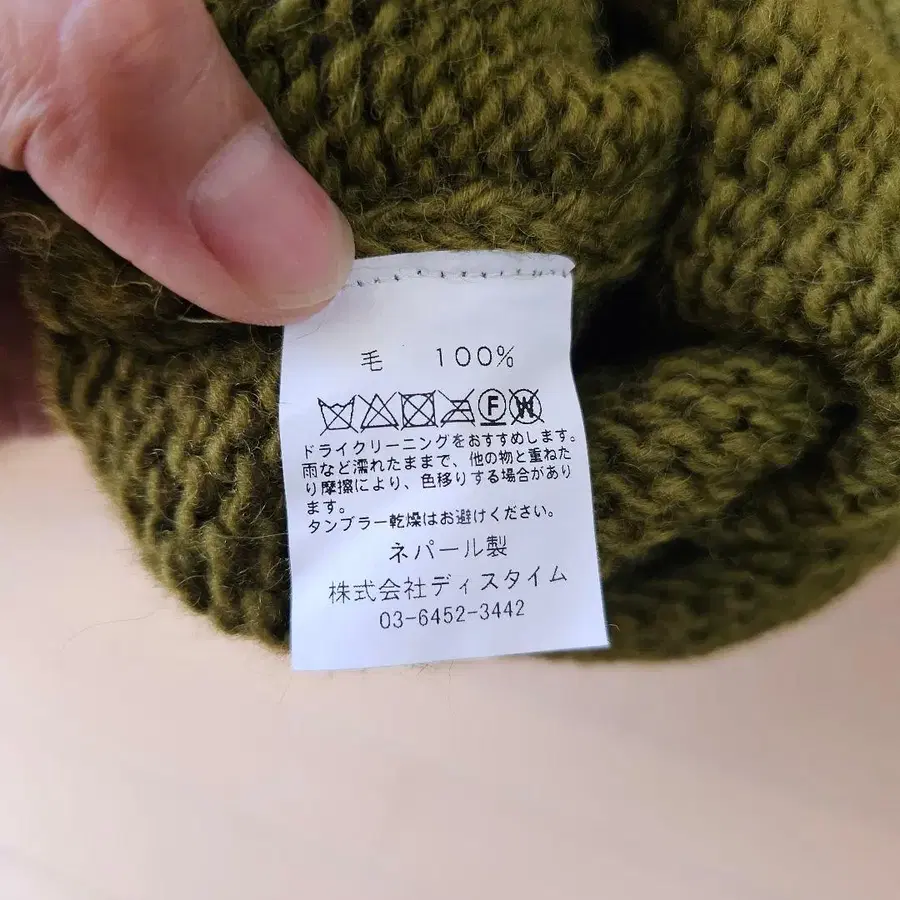 毛 100%
F W
ドライクリーニングをおすすめします。
雨など濡れたままで、他の物と重ねた
り摩擦により、色移りする場合があり
ます。
タンブラー乾燥はお避けください。
ネパール製
株式会社ディスタイム
03-6452-3442